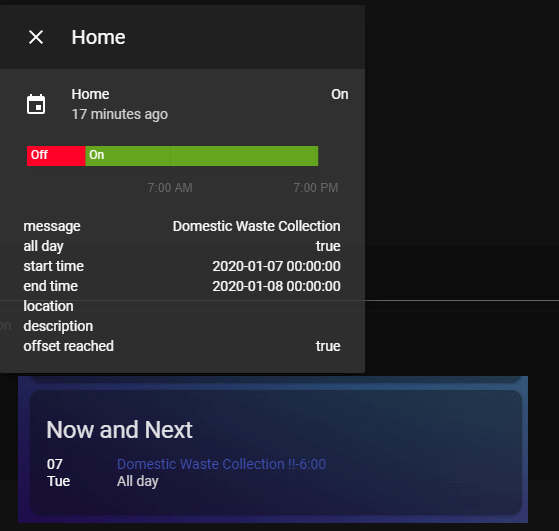 Home
Home On
17 minutes ago
Off On
7:00 AM 7:00 PM
message Domestic Waste Collection
all day true
start time 2020-01-07 00:00:00
end time 2020-01-08 00:00:00
location
on
description
offset reached true
Now and Next
07 Domestic Waste Collection !!-6:00
Tue All day